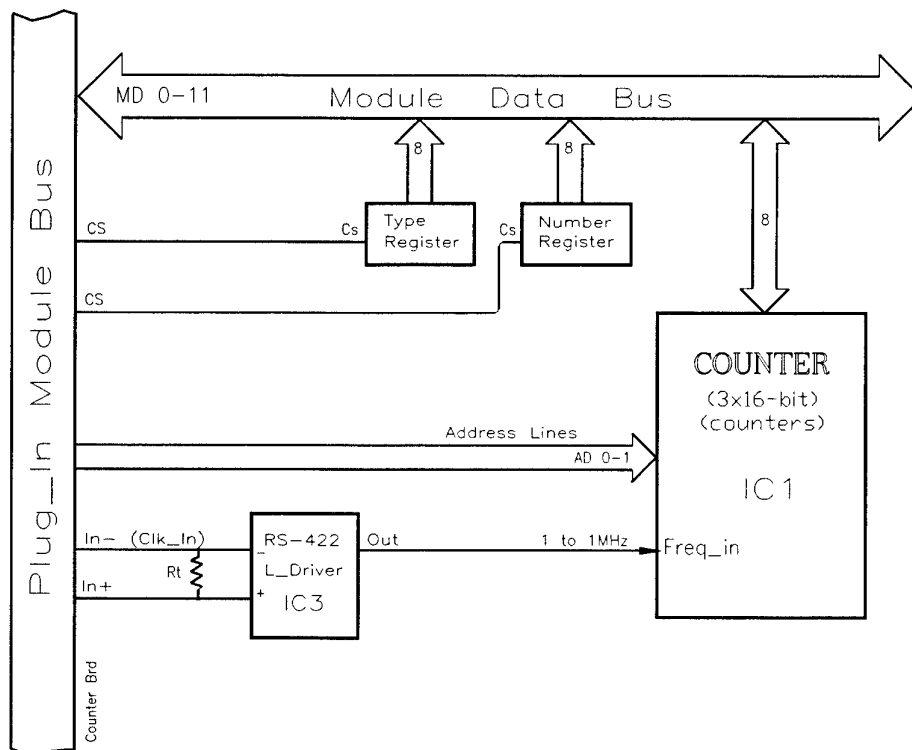 MD 0-11
Module Data Bus
8
8
8
Plug_In Module Bus
CS
Cs
Type
Register
Cs
Number
Register
CS
COUNTER
(3x16-bit)
(counters)
IC1
Address Lines
AD 0-1
In- (Clk_In)
RS-422
Out
1 to 1MHz
Freq_in
-
Rt
L_Driver
In+
+
IC3
Counter Brd